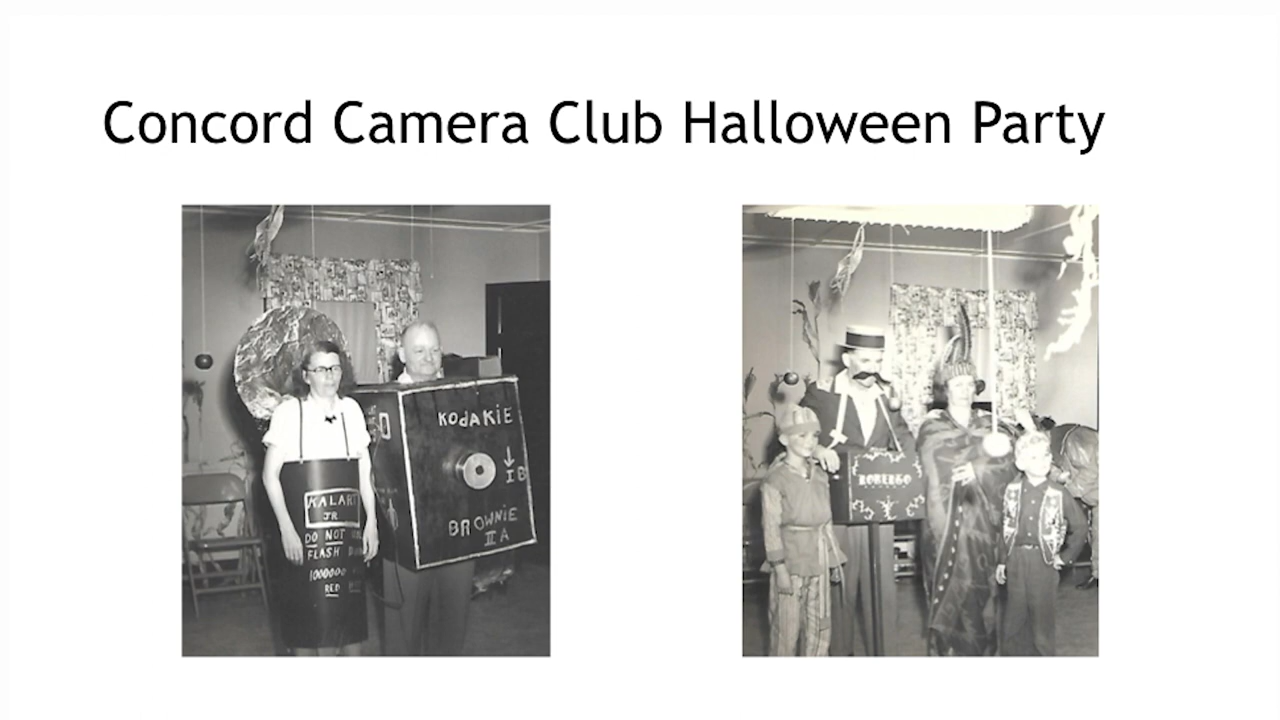 Concord Camera Club Halloween Party
KODAKIE
IB
BROWNIE
II A
KALART
JR
DO NOT
FLASH
1000000
RED